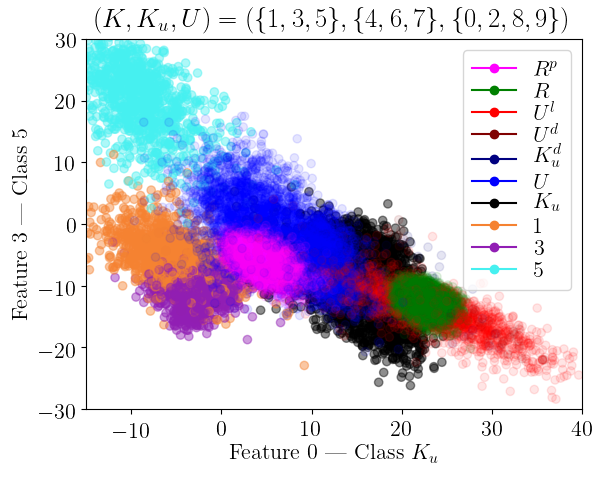 (K, K_u, U) = ({1, 3, 5}, {4, 6, 7}, {0, 2, 8, 9})
30
20
10
0
−10
−20
−30
Feature 3 — Class 5
R^p
R
U^l
U^d
K_u^d
U
K_u
1
3
5
−10
0
10
20
30
40
Feature 0 — Class K_u